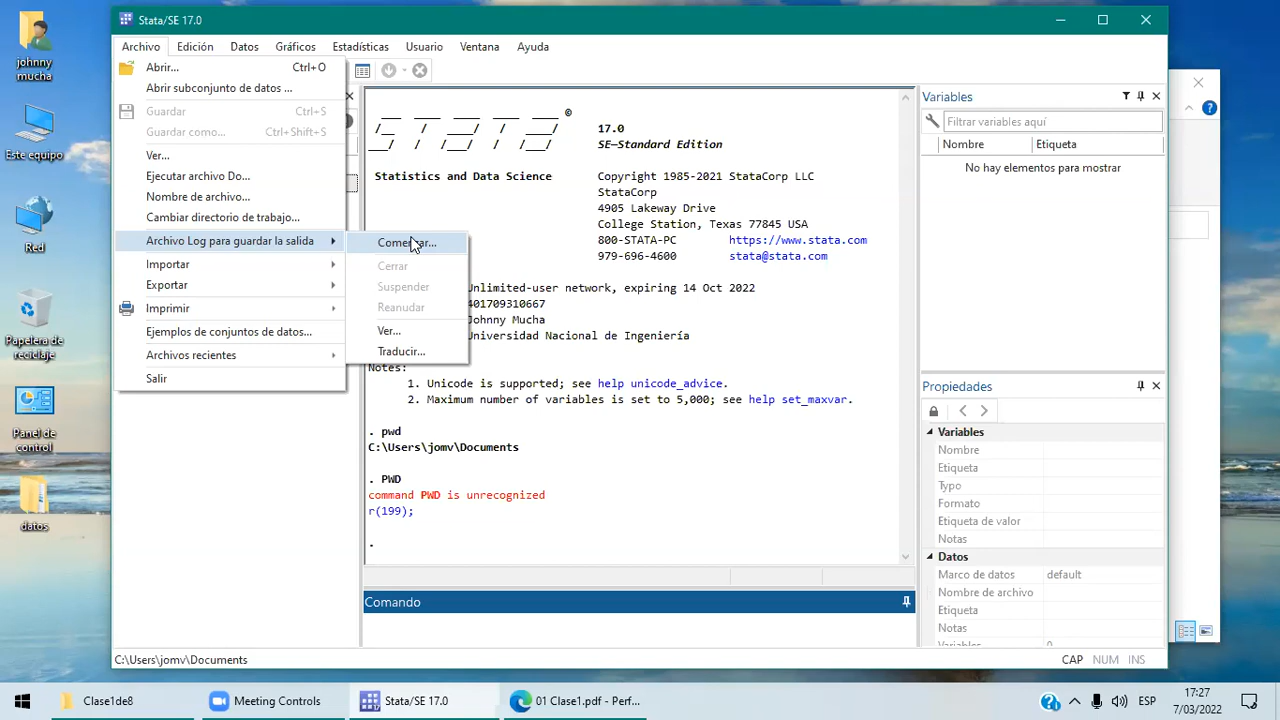 johnny
mucha
Este equipo
Red
Papelera de
reciclaje
Panel de
control
datos
Stata/SE 17.0
Archivo
Edición
Datos
Gráficos
Estadísticas
Usuario
Ventana
Ayuda
Abrir... Ctrl+O
Abrir subconjunto de datos ...
Guardar Ctrl+S
Guardar como... Ctrl+Shift+S
Ver...
Ejecutar archivo Do...
Nombre de archivo...
Cambiar directorio de trabajo...
Archivo Log para guardar la salida
Importar
Exportar
Imprimir
Ejemplos de conjuntos de datos...
Archivos recientes
Salir
Cerrar
Suspender
Reanudar
Ver...
Traducir...
©
17.0
SE—Standard Edition
Statistics and Data Science
Copyright 1985-2021 StataCorp LLC
StataCorp
4905 Lakeway Drive
College Station, Texas 77845 USA
800-STATA-PC https://www.stata.com
979-696-4600 stata@stata.com
Unlimited-user network, expiring 14 Oct 2022
401709310667
Johnny Mucha
Universidad Nacional de Ingeniería
Notes:
1. Unicode is supported; see help unicode_advice.
2. Maximum number of variables is set to 5,000; see help set_maxvar.
. pwd
C:\Users\jomv\Documents
. PWD
command PWD is unrecognized
r(199);
.
Comando
Variables
Filtrar variables aquí
Nombre Etiqueta
No hay elementos para mostrar
Propiedades
Variables
Nombre
Etiqueta
Tipo
Formato
Etiqueta de valor
Notas
Datos
Marco de datos default
Nombre de archivo
Etiqueta
Notas
Variables 0
C:\Users\jomv\Documents
CAP NUM INS
Clase1de8
Meeting Controls
Stata/SE 17.0
01 Clase1.pdf - Perf...
ESP
17:27
7/03/2022